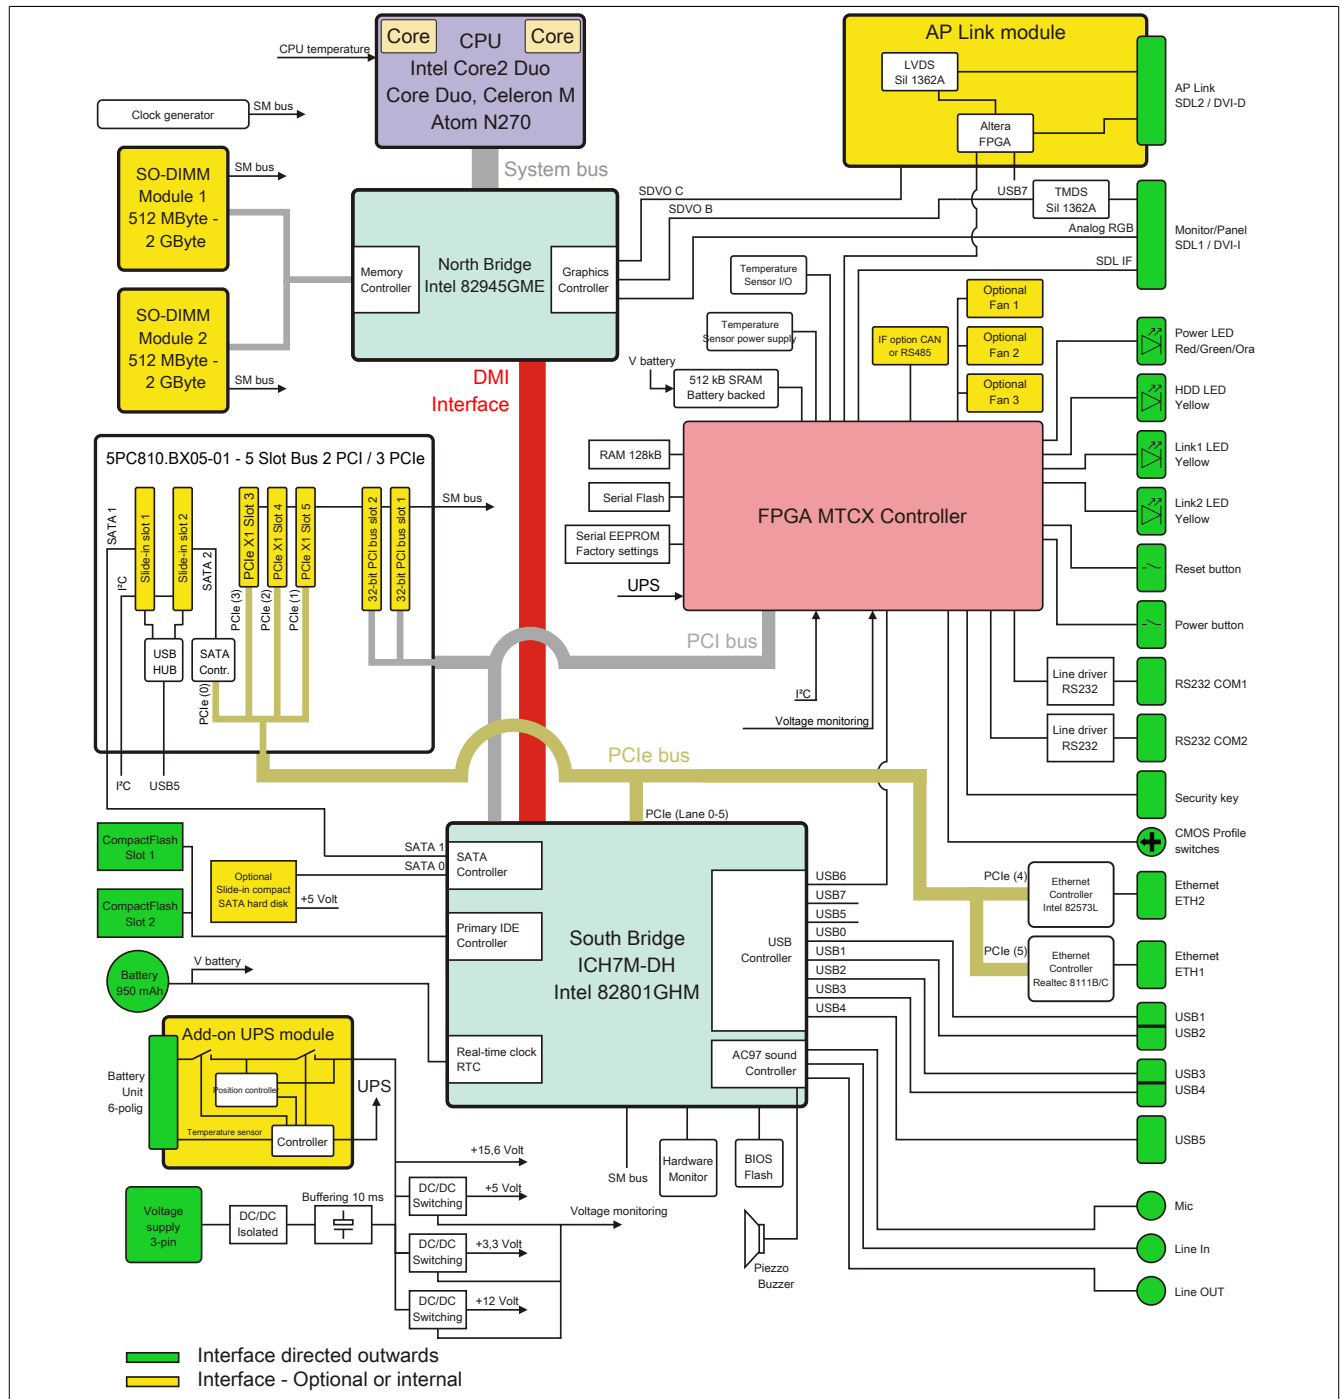 Core
CPU
Core
Intel Core2 Duo
Core Duo, Celeron M
Atom N270
CPU temperature
Clock generator
SM bus
SO-DIMM
Module 1
512 MByte -
2 GByte
SM bus
SO-DIMM
Module 2
512 MByte -
2 GByte
SM bus
System bus
Memory
Controller
North Bridge
Intel 82945GME
Graphics
Controller
DMI
Interface
SDVO C
SDVO B
Analog RGB
SDL IF
USB7
AP Link module
LVDS
Sil 1362A
Altera
FPGA
AP Link
SDL2 / DVI-D
TMDS
Sil 1362A
Monitor/Panel
SDL1 / DVI-I
Temperature
Sensor I/O
Temperature
Sensor power supply
V battery
512 kB SRAM
Battery backed
IF option CAN
or RS485
Optional
Fan 1
Optional
Fan 2
Optional
Fan 3
RAM 128kB
Serial Flash
Serial EEPROM
Factory settings
UPS
FPGA MTCX Controller
I²C
Voltage monitoring
Power LED
Red/Green/Ora
HDD LED
Yellow
Link1 LED
Yellow
Link2 LED
Yellow
Reset button
Power button
Line driver
RS232
RS232 COM1
Line driver
RS232
RS232 COM2
Security key
CMOS Profile
switches
5PC810.BX05-01 - 5 Slot Bus 2 PCI / 3 PCIe
SATA 1
I²C
Slide-in slot 1
Slide-in slot 2
SATA 2
PCIe X1 Slot 3
PCIe X1 Slot 4
PCIe X1 Slot 5
32-bit PCI bus slot 2
32-bit PCI bus slot 1
SM bus
PCIe (3)
PCIe (2)
PCIe (1)
PCIe (0)
USB
HUB
SATA
Contr.
I²C
USB5
PCI bus
PCIe bus
PCIe (Lane 0-5)
PCIe (4)
Ethernet
Controller
Intel 82573L
Ethernet
ETH2
PCIe (5)
Ethernet
Controller
Realtec 8111B/C
Ethernet
ETH1
CompactFlash
Slot 1
CompactFlash
Slot 2
Optional
Slide-in compact
SATA hard disk
+5 Volt
SATA 1
SATA 0
SATA
Controller
Primary IDE
Controller
South Bridge
ICH7M-DH
Intel 82801GHM
Real-time clock
RTC
USB
Controller
AC97 sound
Controller
USB6
USB7
USB5
USB0
USB1
USB2
USB3
USB4
USB1
USB2
USB3
USB4
USB5
Battery
950 mAh
V battery
Add-on UPS module
Battery
Unit
6-polig
Position controller
Temperature sensor
Controller
UPS
Voltage
supply
3-pin
DC/DC
Isolated
Buffering 10 ms
+15,6 Volt
DC/DC
Switching
+5 Volt
DC/DC
Switching
+3,3 Volt
DC/DC
Switching
+12 Volt
Voltage monitoring
SM bus
Hardware
Monitor
BIOS
Flash
Piezzo
Buzzer
Mic
Line In
Line OUT
Interface directed outwards
Interface - Optional or internal